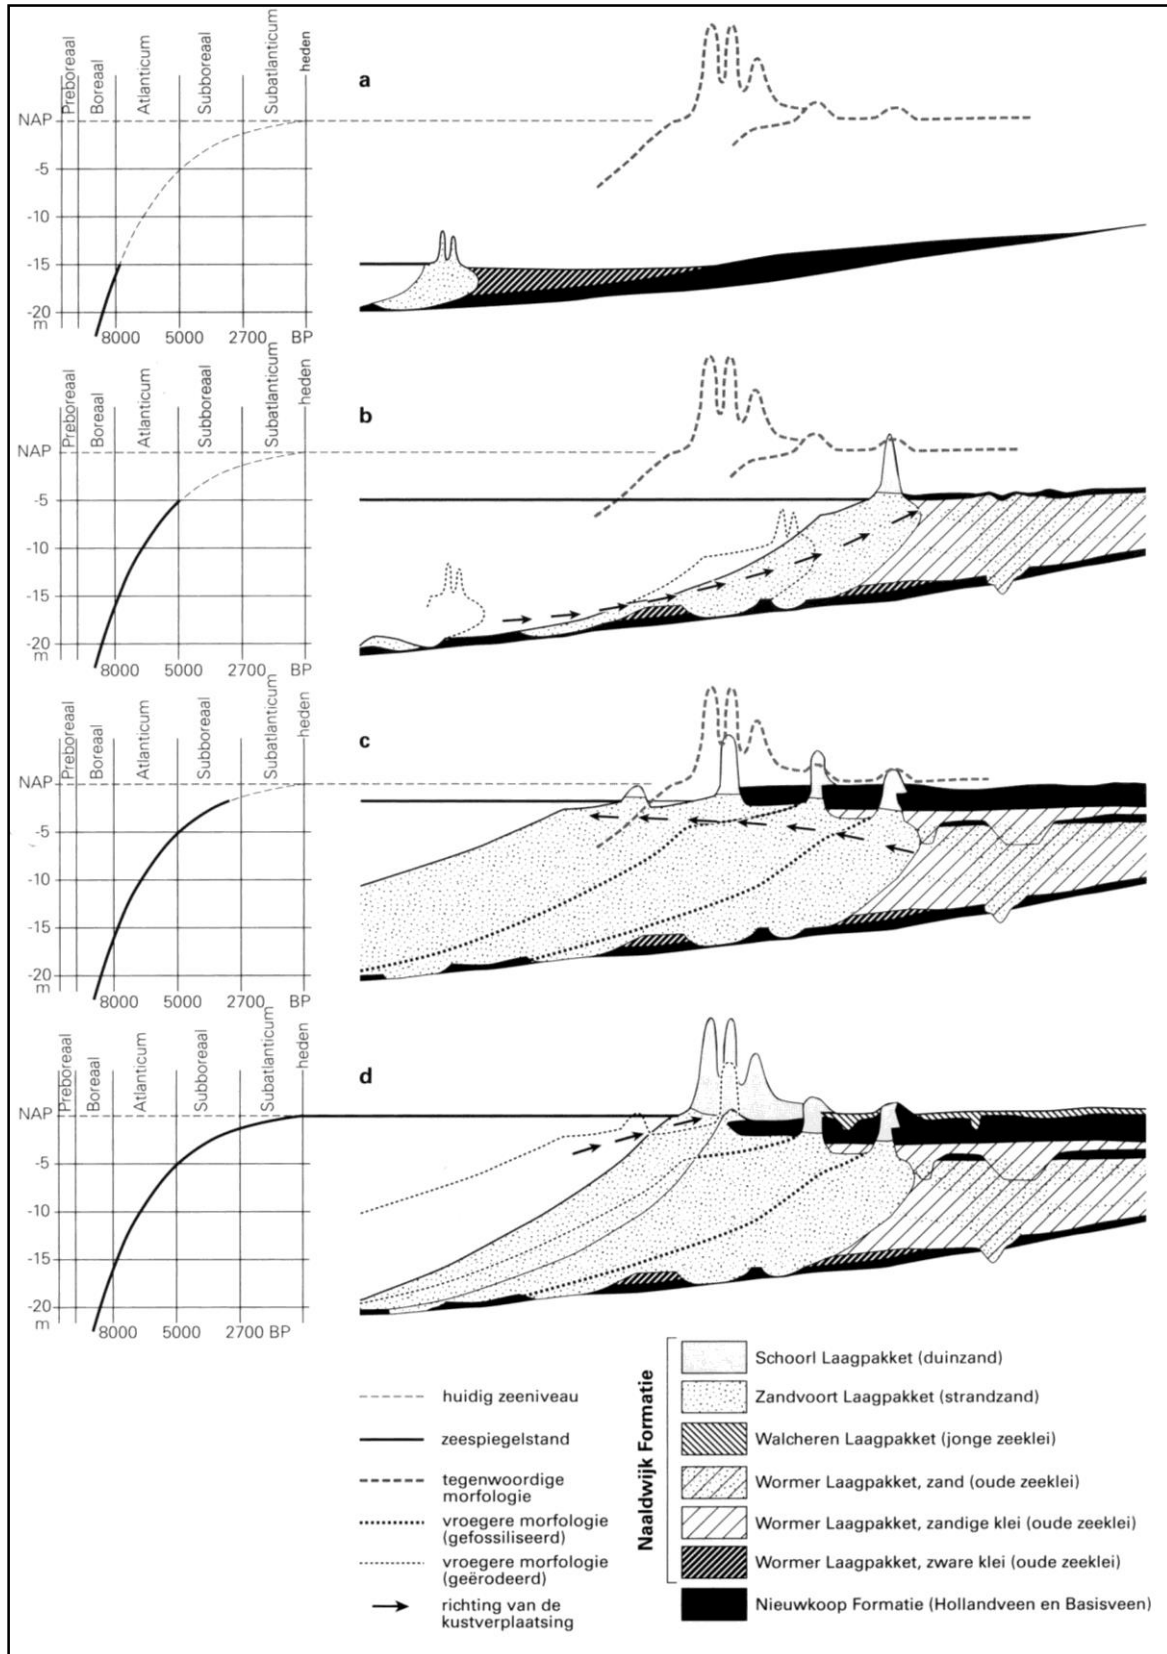 Preboreaal
Boreaal
Atlanticum
Subboreaal
Subatlanticum
heden
a
NAP
-5
-10
-15
-20
m
8000 5000 2700 BP
Preboreaal
Boreaal
Atlanticum
Subboreaal
Subatlanticum
heden
b
NAP
-5
-10
-15
-20
m
8000 5000 2700 BP
Preboreaal
Boreaal
Atlanticum
Subboreaal
Subatlanticum
heden
c
NAP
-5
-10
-15
-20
m
8000 5000 2700 BP
Preboreaal
Boreaal
Atlanticum
Subboreaal
Subatlanticum
heden
d
NAP
-5
-10
-15
-20
m
8000 5000 2700 BP
huidig zeeniveau
zeespiegelstand
tegenwoordige
morfologie
vroegere morfologie
(gefossiliseerd)
vroegere morfologie
(geërodeerd)
richting van de
kustverplaatsing
Naaldwijk Formatie
Schoorl Laagpakket (duinzand)
Zandvoort Laagpakket (strandzand)
Walcheren Laagpakket (jonge zeeklei)
Wormer Laagpakket, zand (oude zeeklei)
Wormer Laagpakket, zandige klei (oude zeeklei)
Wormer Laagpakket, zware klei (oude zeeklei)
Nieuwkoop Formatie (Hollandveen en Basisveen)